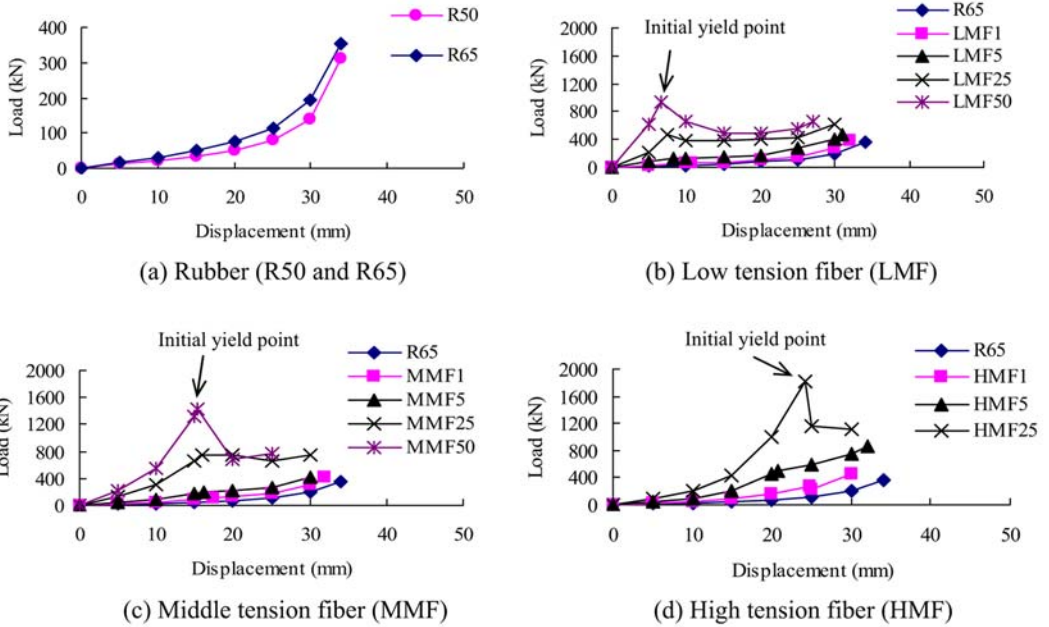 400
300
200
100
0
Load (kN)
0 10 20 30 40 50
Displacement (mm)
R50
R65
(a) Rubber (R50 and R65)
2000
1600
1200
800
400
0
Load (kN)
0 10 20 30 40 50
Displacement (mm)
Initial yield point
R65
LMF1
LMF5
LMF25
LMF50
(b) Low tension fiber (LMF)
2000
1600
1200
800
400
0
Load (kN)
0 10 20 30 40 50
Displacement (mm)
Initial yield point
R65
MMF1
MMF5
MMF25
MMF50
(c) Middle tension fiber (MMF)
2000
1600
1200
800
400
0
Load (kN)
0 10 20 30 40 50
Displacement (mm)
Initial yield point
R65
HMF1
HMF5
HMF25
(d) High tension fiber (HMF)